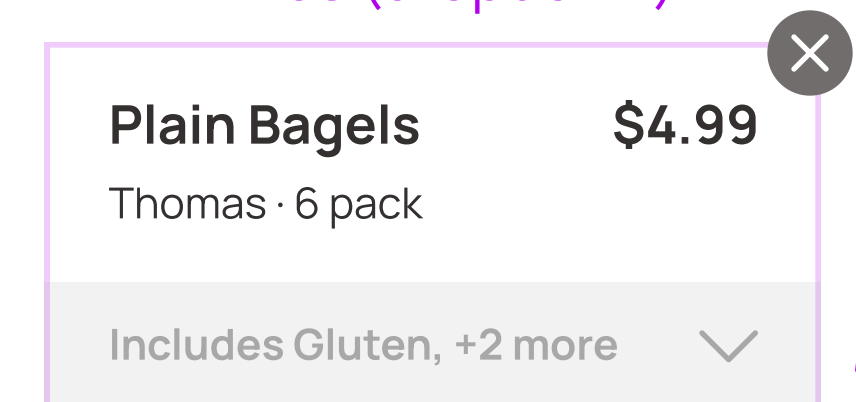 Plain Bagels $4.99
Thomas · 6 pack
Includes Gluten, +2 more